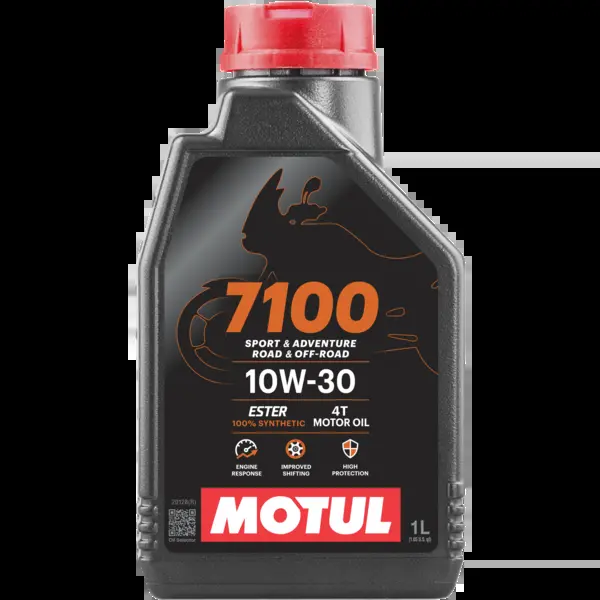 7100
SPORT & ADVENTURE
ROAD & OFF-ROAD
10W-30
ESTER 4T
100% SYNTHETIC MOTOR OIL
ENGINE RESPONSE
IMPROVED SHIFTING
HIGH PROTECTION
MOTUL
1L